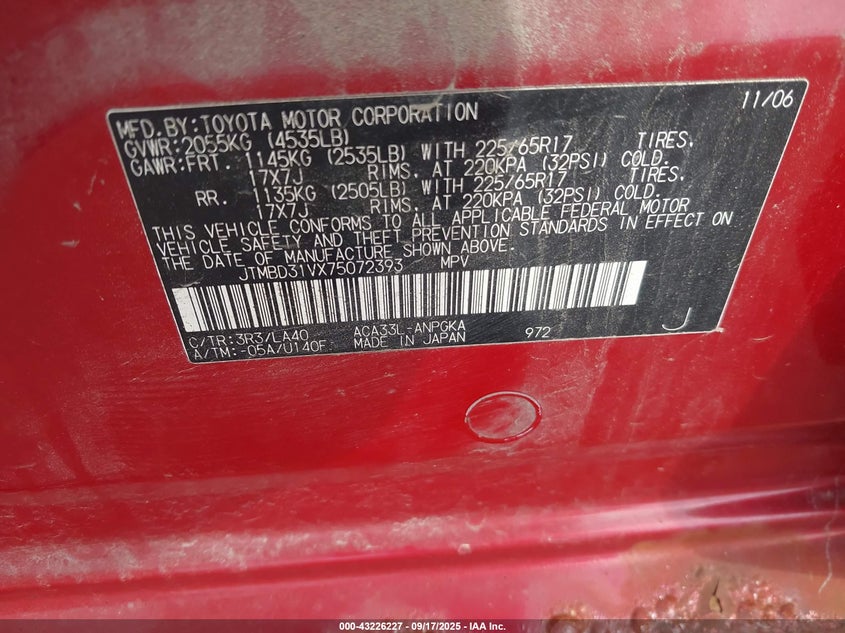 11/06
MFD.BY:TOYOTA MOTOR CORPORATION
GVWR:2055KG (4535LB)
GAWR:FRT. 1145KG (2535LB) WITH 225/65R17 TIRES,
17X7J RIMS, AT 220KPA (32PSI) COLD.
RR. 1135KG (2505LB) WITH 225/65R17 TIRES,
17X7J RIMS, AT 220KPA (32PSI) COLD.
THIS VEHICLE CONFORMS TO ALL APPLICABLE FEDERAL MOTOR
VEHICLE SAFETY AND THEFT PREVENTION STANDARDS IN EFFECT ON
THE DATE OF MANUFACTURE SHOWN ABOVE.
JTMBD31VX75072393 MPV
C/TR:3R3/LA40 ACA33L-ANPGKA 972 J
A/TM:-05A/U140F MADE IN JAPAN
000-43226227 - 09/17/2025 - IAA Inc.